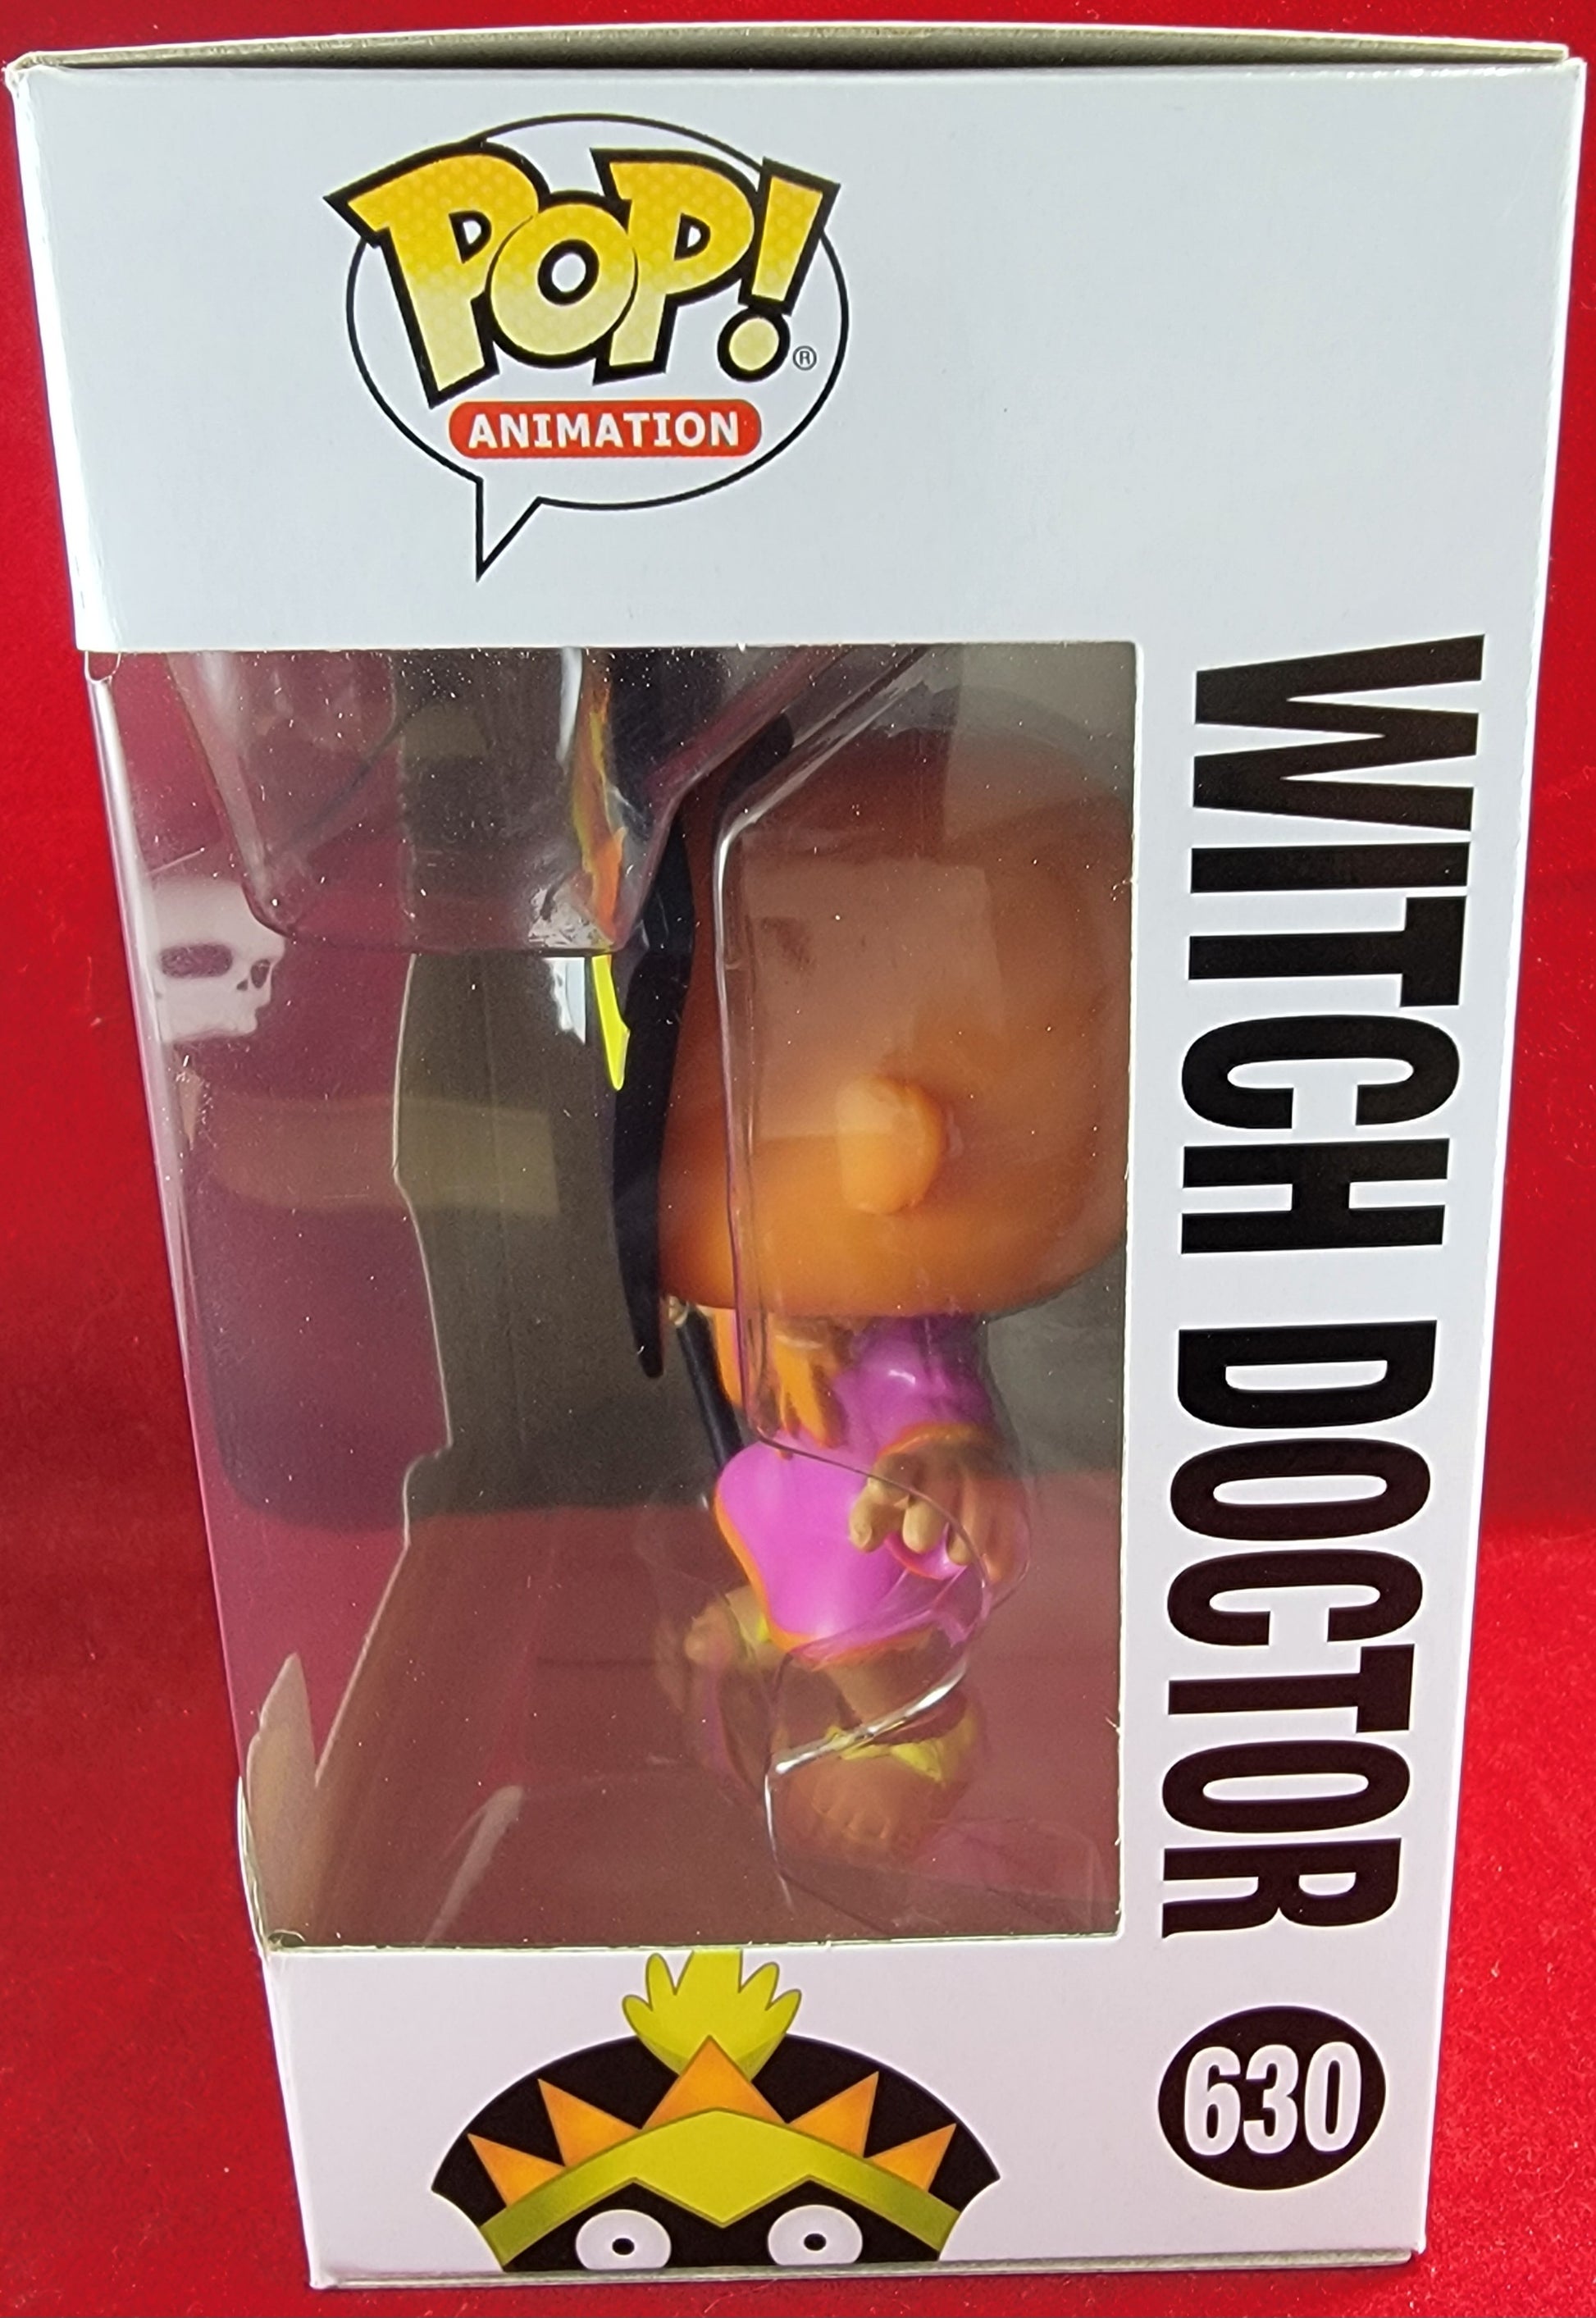 POP!®
ANIMATION
WITCH DOCTOR
630